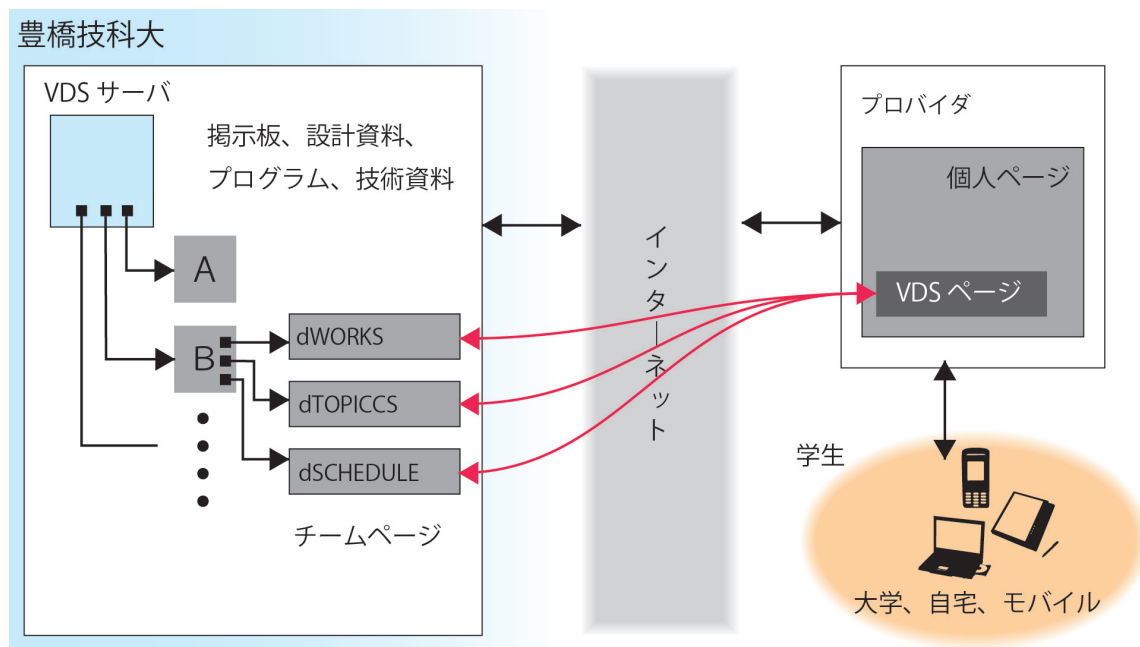 豊橋技科大
VDS サーバ
掲示板、設計資料、
プログラム、技術資料
A
B
dWORKS
dTOPICCS
dSCHEDULE
チームページ
インターネット
プロバイダ
個人ページ
VDS ページ
学生
大学、自宅、モバイル